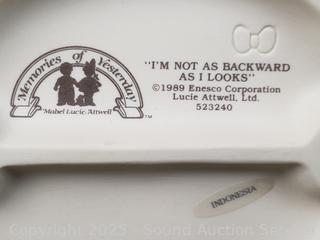 Memories of Yesterday
Mabel Lucie Attwell
TM
"I'M NOT AS BACKWARD
AS I LOOKS"
©1989 Enesco Corporation
Lucie Attwell, Ltd.
523240
INDONESIA
Copyright 2023 - Sound Auction Service